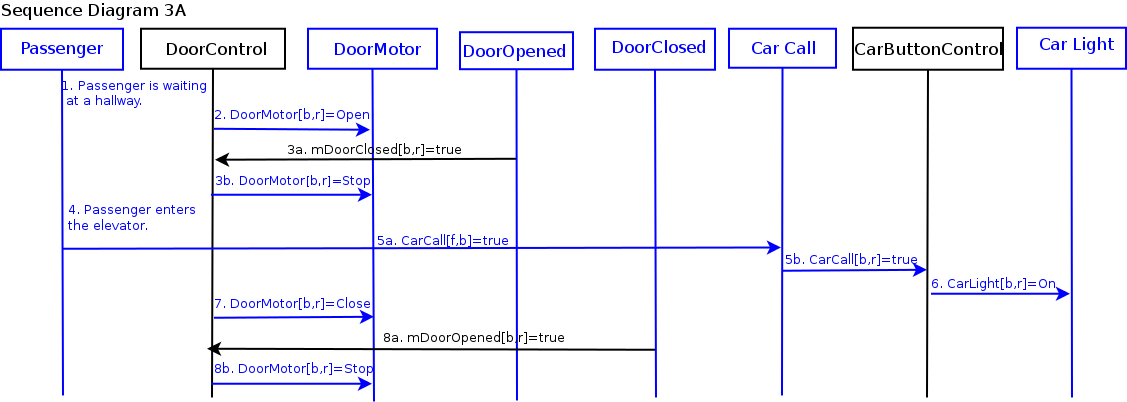 Sequence Diagram 3A
Passenger
DoorControl
DoorMotor
DoorOpened
DoorClosed
Car Call
CarButtonControl
Car Light
1. Passenger is waiting
at a hallway.
2. DoorMotor[b,r]=Open
3a. mDoorClosed[b,r]=true
3b. DoorMotor[b,r]=Stop
4. Passenger enters
the elevator.
5a. CarCall[f,b]=true
5b. CarCall[b,r]=true
6. CarLight[b,r]=On
7. DoorMotor[b,r]=Close
8a. mDoorOpened[b,r]=true
8b. DoorMotor[b,r]=Stop